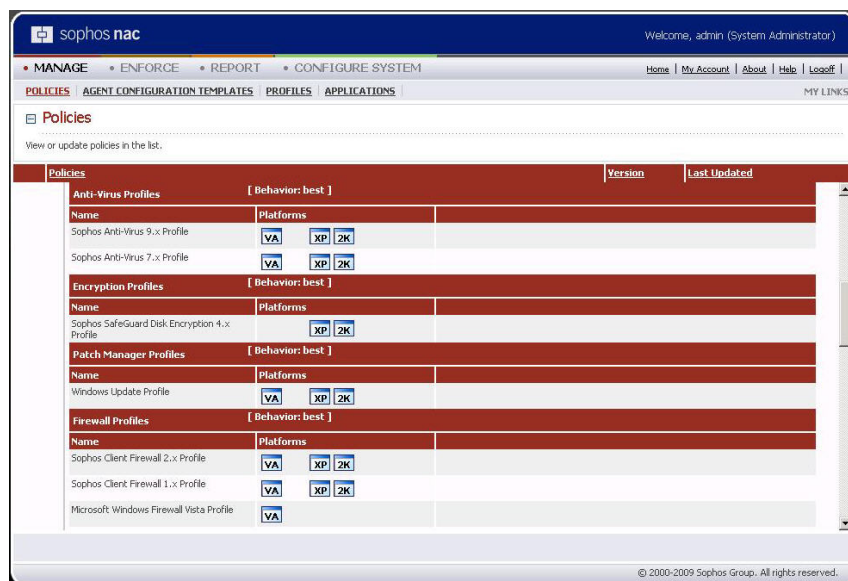 sophos nac
Welcome, admin (System Administrator)
• MANAGE • ENFORCE • REPORT • CONFIGURE SYSTEM
Home | My Account | About | Help | Logoff |
POLICIES | AGENT CONFIGURATION TEMPLATES | PROFILES | APPLICATIONS |
MY LINKS
Policies
View or update policies in the list.
Policies Version Last Updated
Anti-Virus Profiles [ Behavior: best ]
Name Platforms
Sophos Anti-Virus 9.x Profile VA XP 2K
Sophos Anti-Virus 7.x Profile VA XP 2K
Encryption Profiles [ Behavior: best ]
Name Platforms
Sophos SafeGuard Disk Encryption 4.x
Profile XP 2K
Patch Manager Profiles [ Behavior: best ]
Name Platforms
Windows Update Profile VA XP 2K
Firewall Profiles [ Behavior: best ]
Name Platforms
Sophos Client Firewall 2.x Profile VA XP 2K
Sophos Client Firewall 1.x Profile VA XP 2K
Microsoft Windows Firewall Vista Profile VA
© 2000-2009 Sophos Group. All rights reserved.